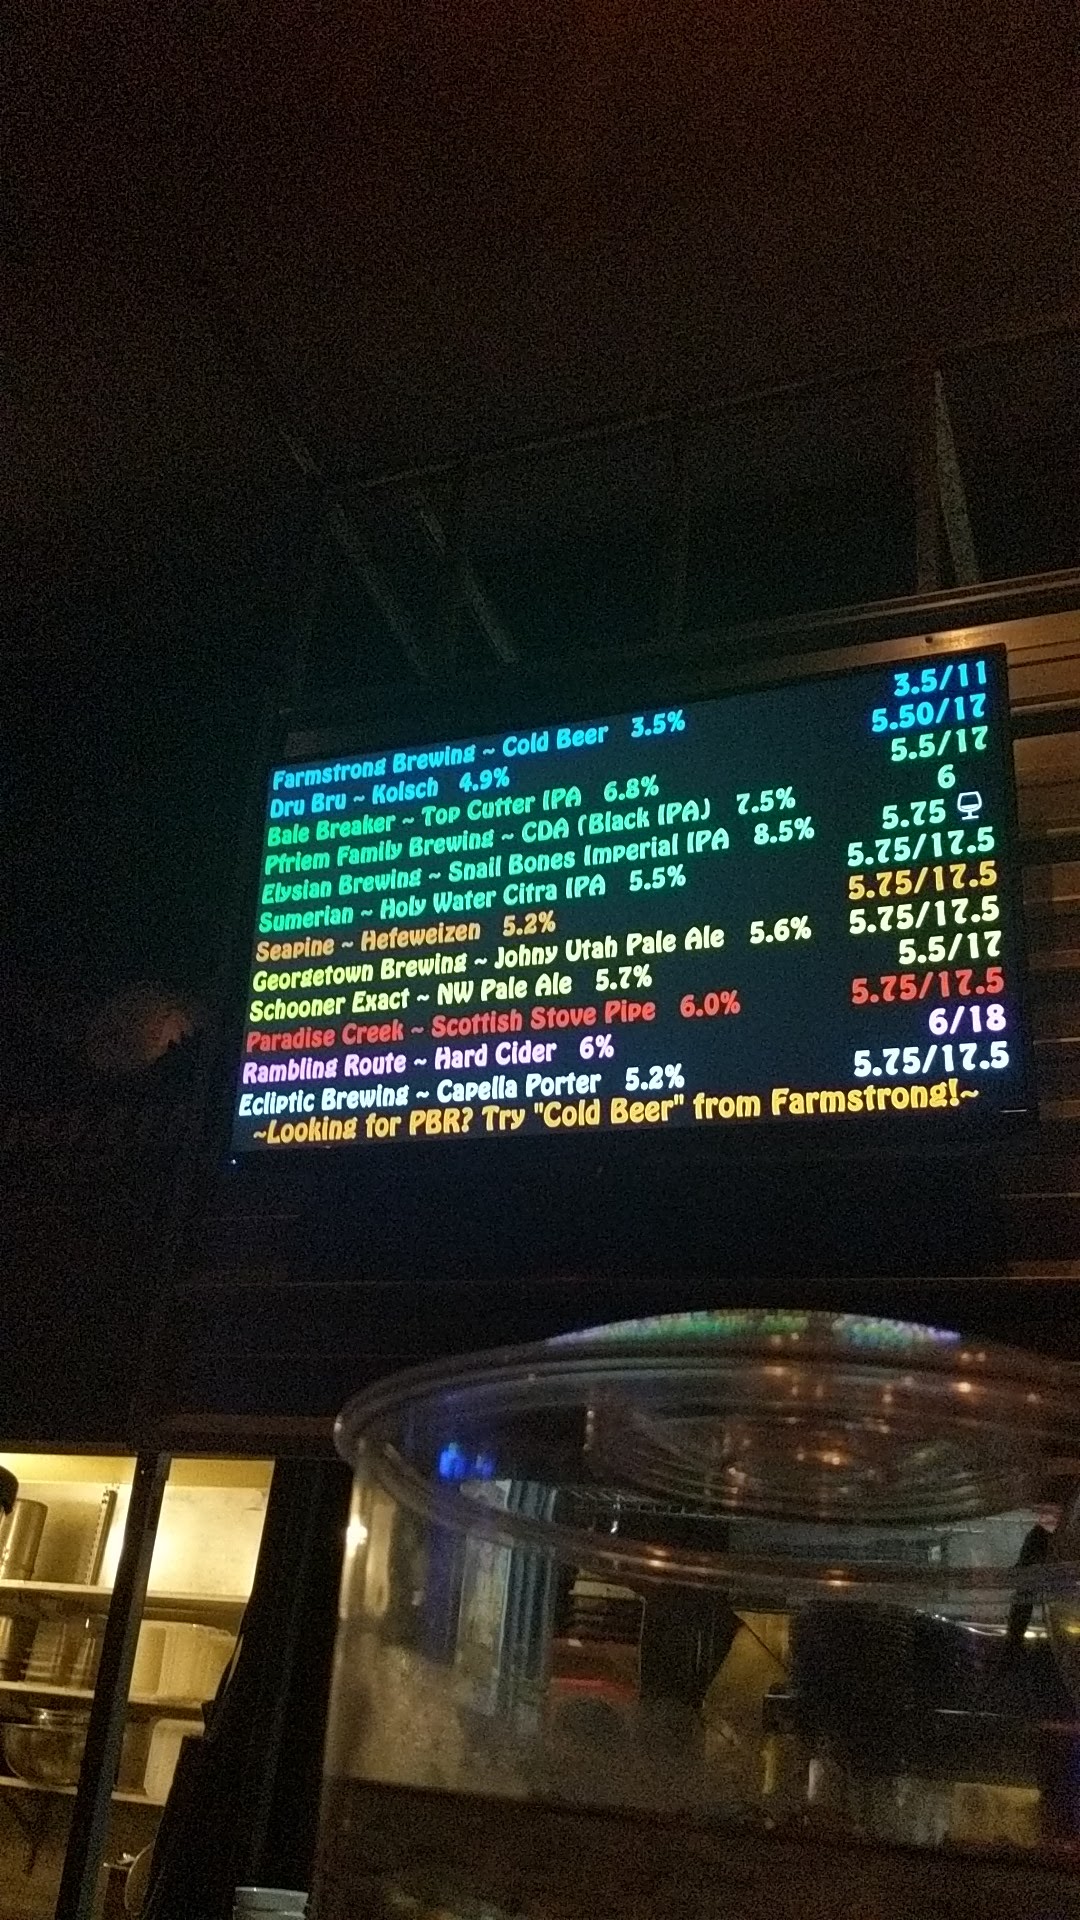 Farmstrong Brewing ~ Cold Beer 3.5% 3.5/11
Dru Bru ~ Kolsch 4.9% 5.50/17
Bale Breaker ~ Top Cutter IPA 6.8% 5.5/17
Pfriem Family Brewing ~ CDA (Black IPA) 7.5% 6
Elysian Brewing ~ Snail Bones Imperial IPA 8.5% 5.75
Sumerian ~ Holy Water Citra IPA 5.5% 5.75/17.5
Seapine ~ Hefeweizen 5.2% 5.75/17.5
Georgetown Brewing ~ Johny Utah Pale Ale 5.6% 5.75/17.5
Schooner Exact ~ NW Pale Ale 5.7% 5.5/17
Paradise Creek ~ Scottish Stove Pipe 6.0% 5.75/17.5
Rambling Route ~ Hard Cider 6% 6/18
Ecliptic Brewing ~ Capella Porter 5.2% 5.75/17.5
~Looking for PBR? Try "Cold Beer" from Farmstrong!~